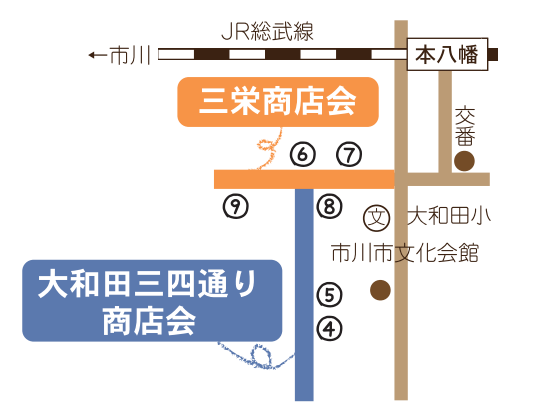 JR総武線
←市川
本八幡
三栄商店会
交番
⑥
⑦
⑨
⑧
文
大和田小
市川市文化会館
大和田三四通り
商店会
⑤
④